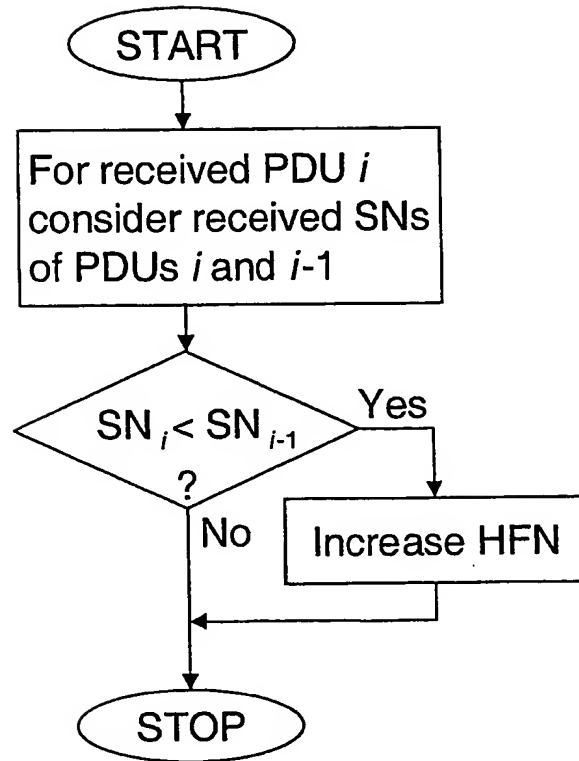 START
For received PDU i
consider received SNs
of PDUs i and i-1
SN i < SN i-1
?
Yes
No
Increase HFN
STOP